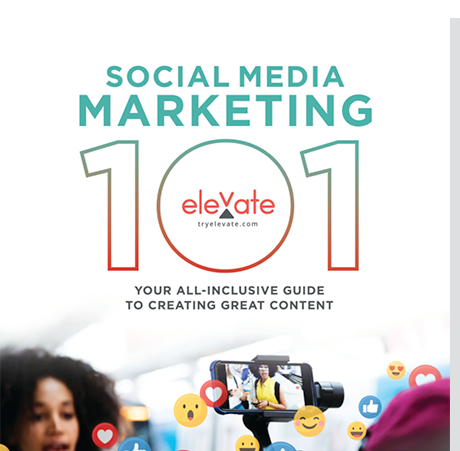 SOCIAL MEDIA
MARKETING
101
elevate
tryelevate.com
YOUR ALL-INCLUSIVE GUIDE
TO CREATING GREAT CONTENT